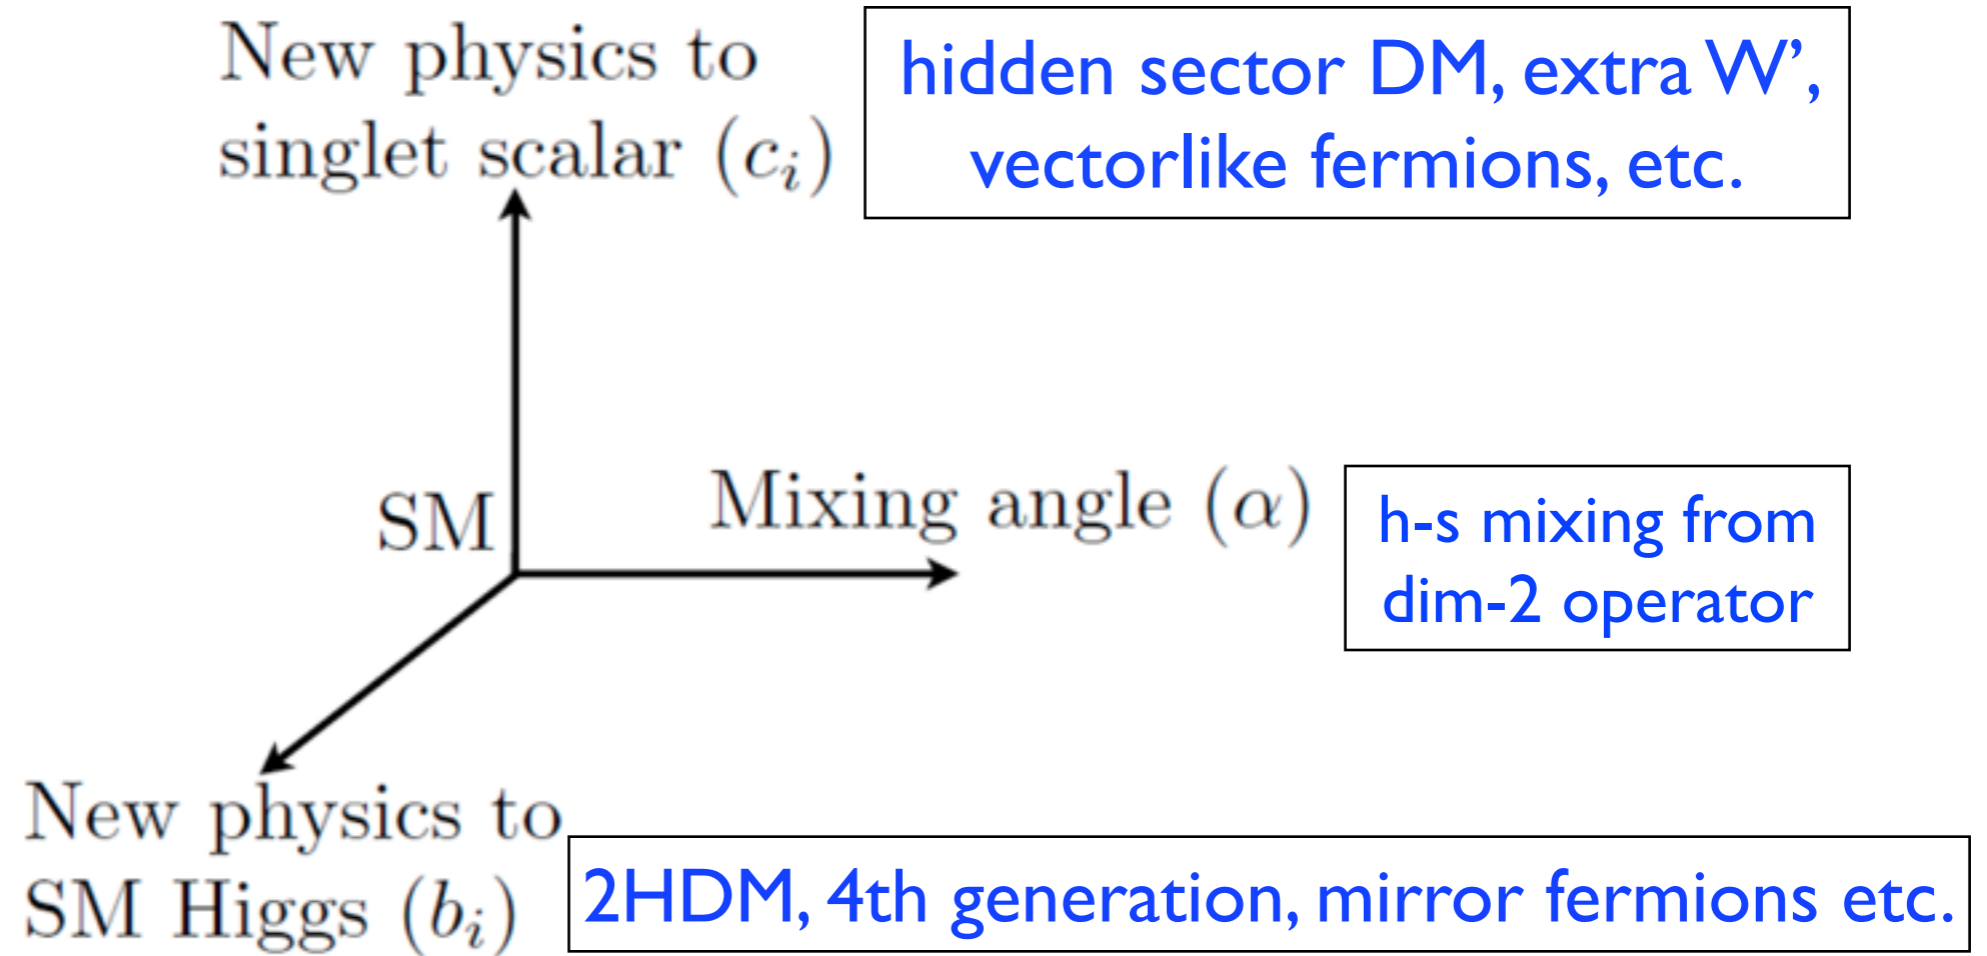 New physics to
singlet scalar (cᵢ)
hidden sector DM, extra W’,
vectorlike fermions, etc.
SM
Mixing angle (α)
h-s mixing from
dim-2 operator
New physics to
SM Higgs (bᵢ)
2HDM, 4th generation, mirror fermions etc.